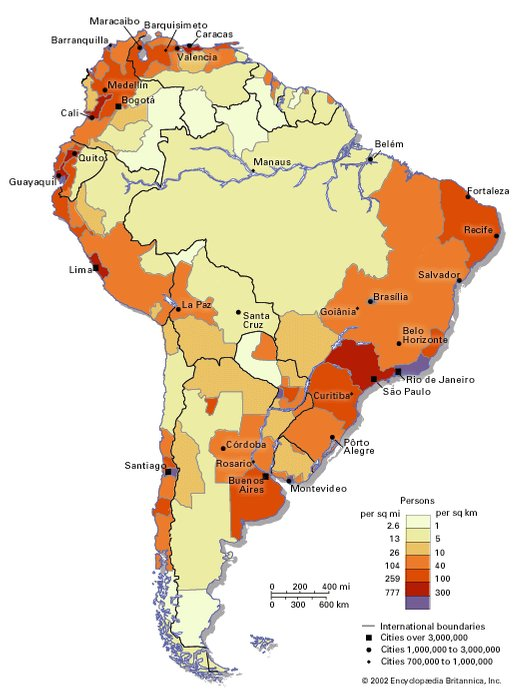 Maracaibo
Barquisimeto
Barranquilla
Caracas
Valencia
Medellín
Bogotá
Cali
Quito
Guayaquil
Manaus
Belém
Fortaleza
Recife
Salvador
Lima
La Paz
Santa
Cruz
Goiânia
Brasília
Belo
Horizonte
Rio de Janeiro
São Paulo
Curitiba
Pôrto
Alegre
Córdoba
Rosario
Santiago
Buenos
Aires
Montevideo
Persons
per sq mi per sq km
2.6 1
13 5
26 10
104 40
259 100
777 300
0 200 400 mi
0 300 600 km
International boundaries
Cities over 3,000,000
Cities 1,000,000 to 3,000,000
Cities 700,000 to 1,000,000
© 2002 Encyclopædia Britannica, Inc.